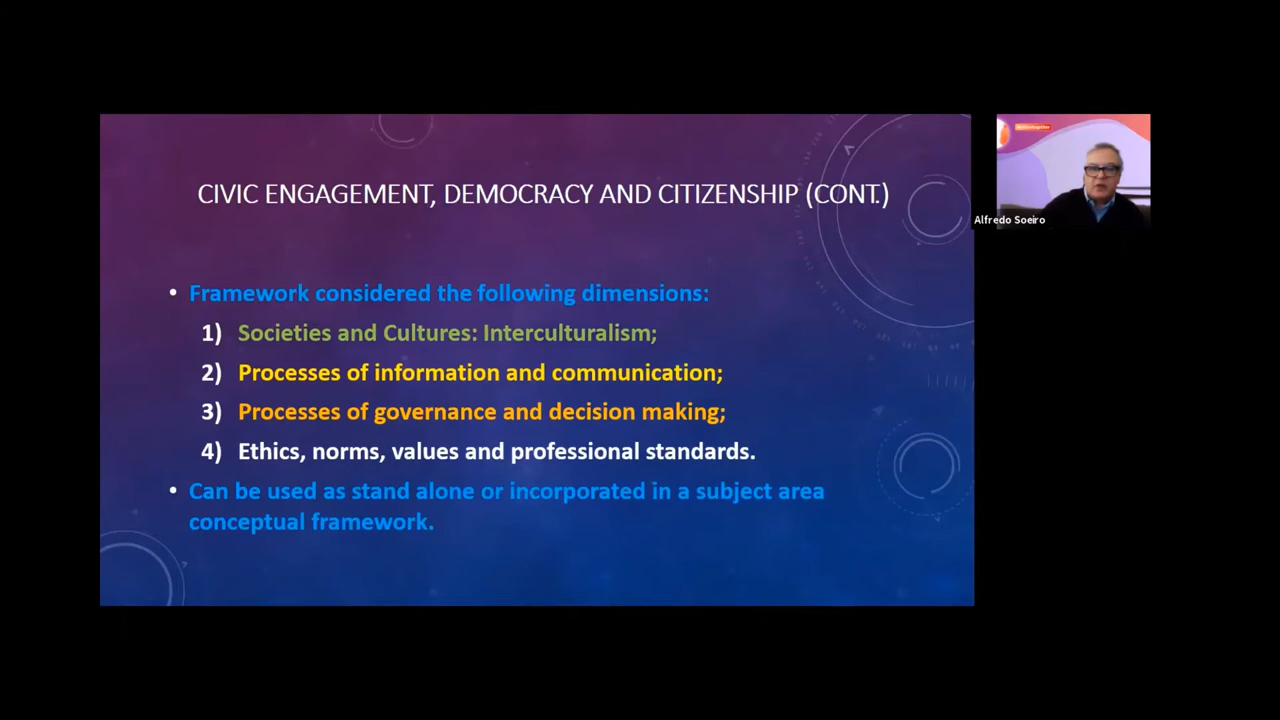 CIVIC ENGAGEMENT, DEMOCRACY AND CITIZENSHIP (CONT.)
• Framework considered the following dimensions:
1) Societies and Cultures: Interculturalism;
2) Processes of information and communication;
3) Processes of governance and decision making;
4) Ethics, norms, values and professional standards.
• Can be used as stand alone or incorporated in a subject area
conceptual framework.
Alfredo Soeiro